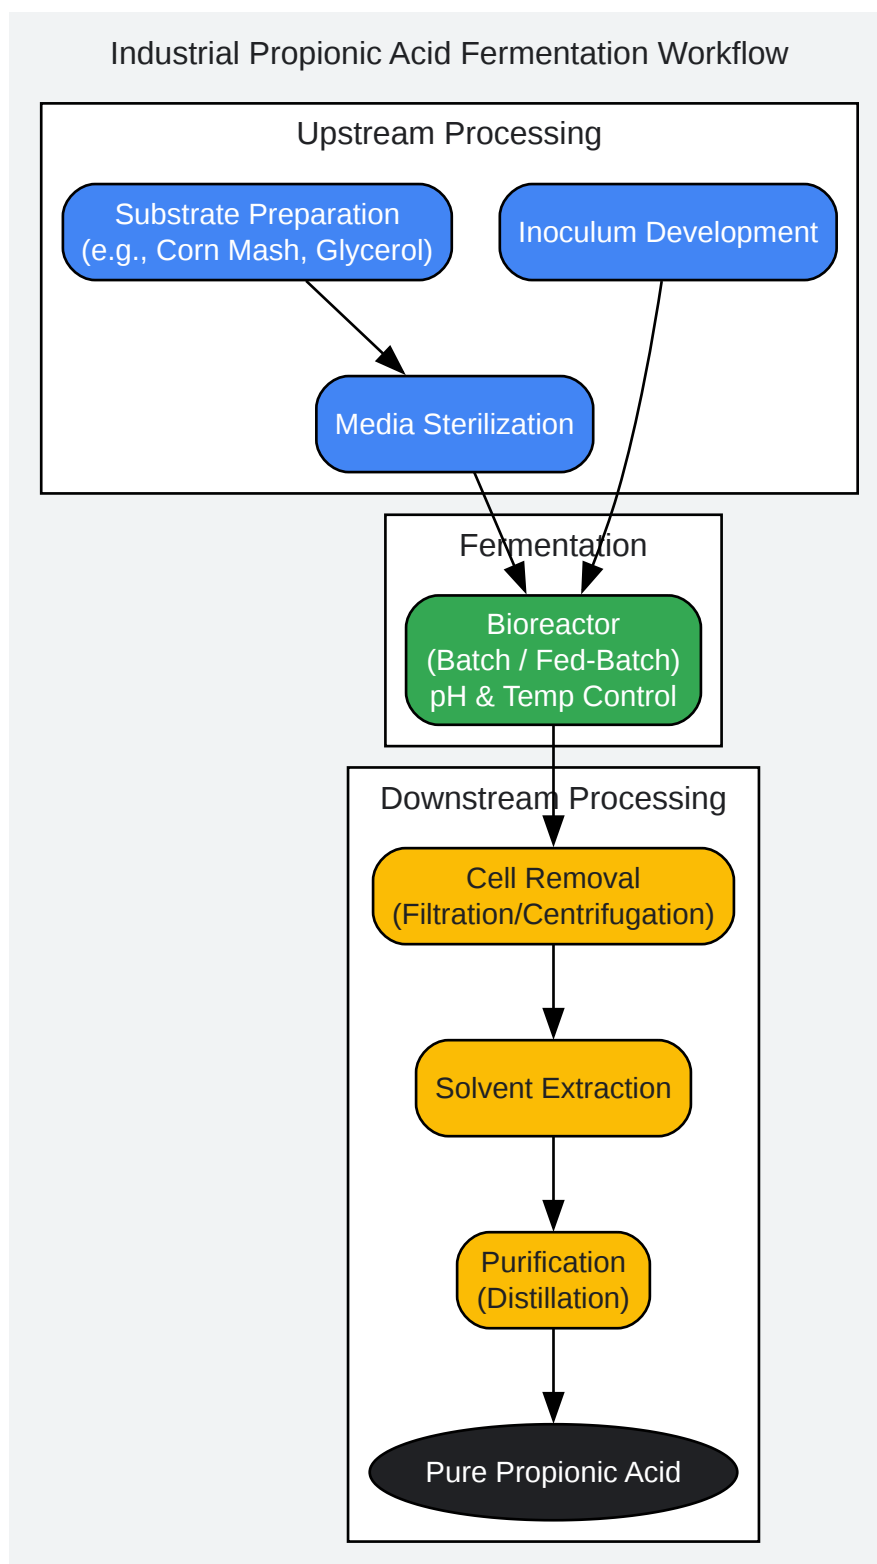 Industrial Propionic Acid Fermentation Workflow
Upstream Processing
Substrate Preparation
(e.g., Corn Mash, Glycerol)
Inoculum Development
Media Sterilization
Fermentation
Bioreactor
(Batch / Fed-Batch)
pH & Temp Control
Downstream Processing
Cell Removal
(Filtration/Centrifugation)
Solvent Extraction
Purification
(Distillation)
Pure Propionic Acid